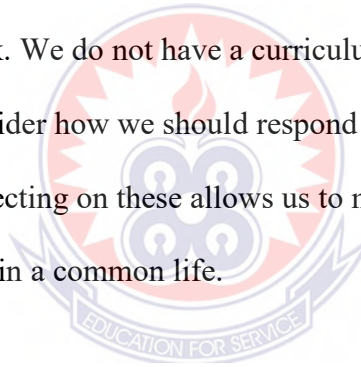 k. We do not have a curriculu
ider how we should respond
ecting on these allows us to
in a common life.
EDUCATION FOR SERVICE